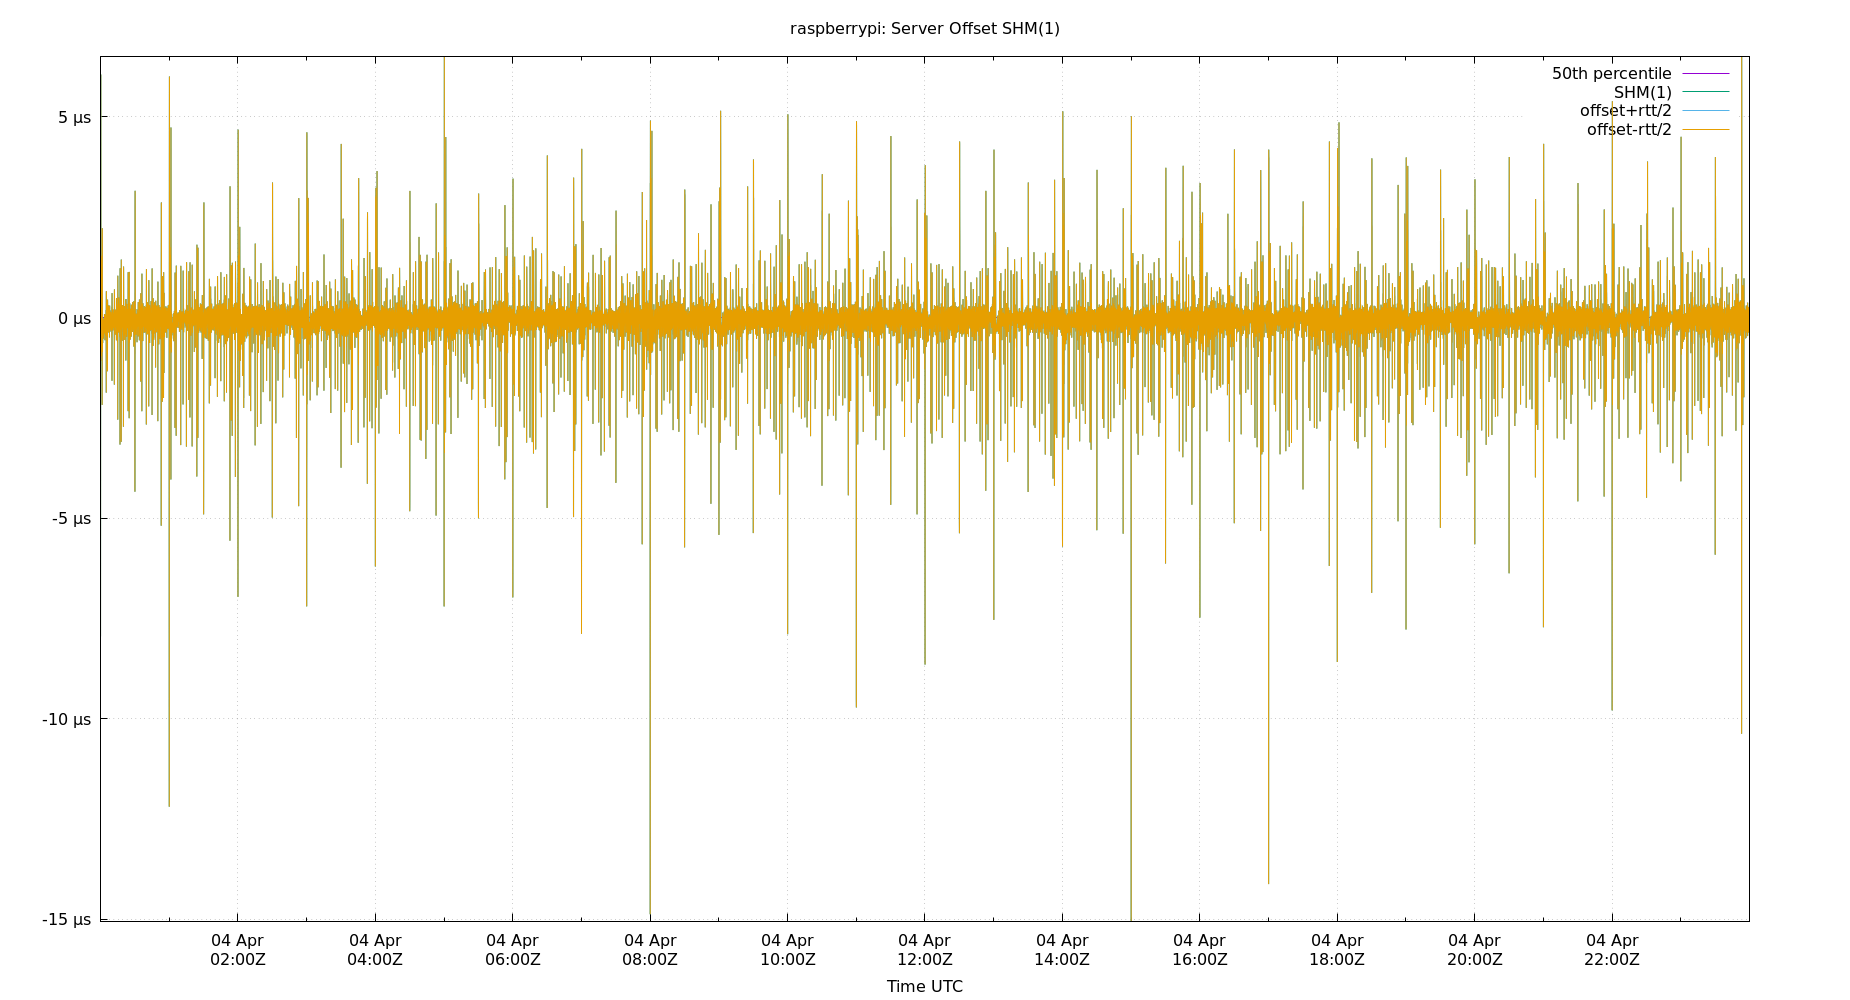 raspberrypi: Server Offset SHM(1)
50th percentile
SHM(1)
offset+rtt/2
offset-rtt/2
5 µs
0 µs
-5 µs
-10 µs
-15 µs
04 Apr 04 Apr 04 Apr 04 Apr 04 Apr 04 Apr 04 Apr 04 Apr 04 Apr 04 Apr 04 Apr
02:00Z 04:00Z 06:00Z 08:00Z 10:00Z 12:00Z 14:00Z 16:00Z 18:00Z 20:00Z 22:00Z
Time UTC